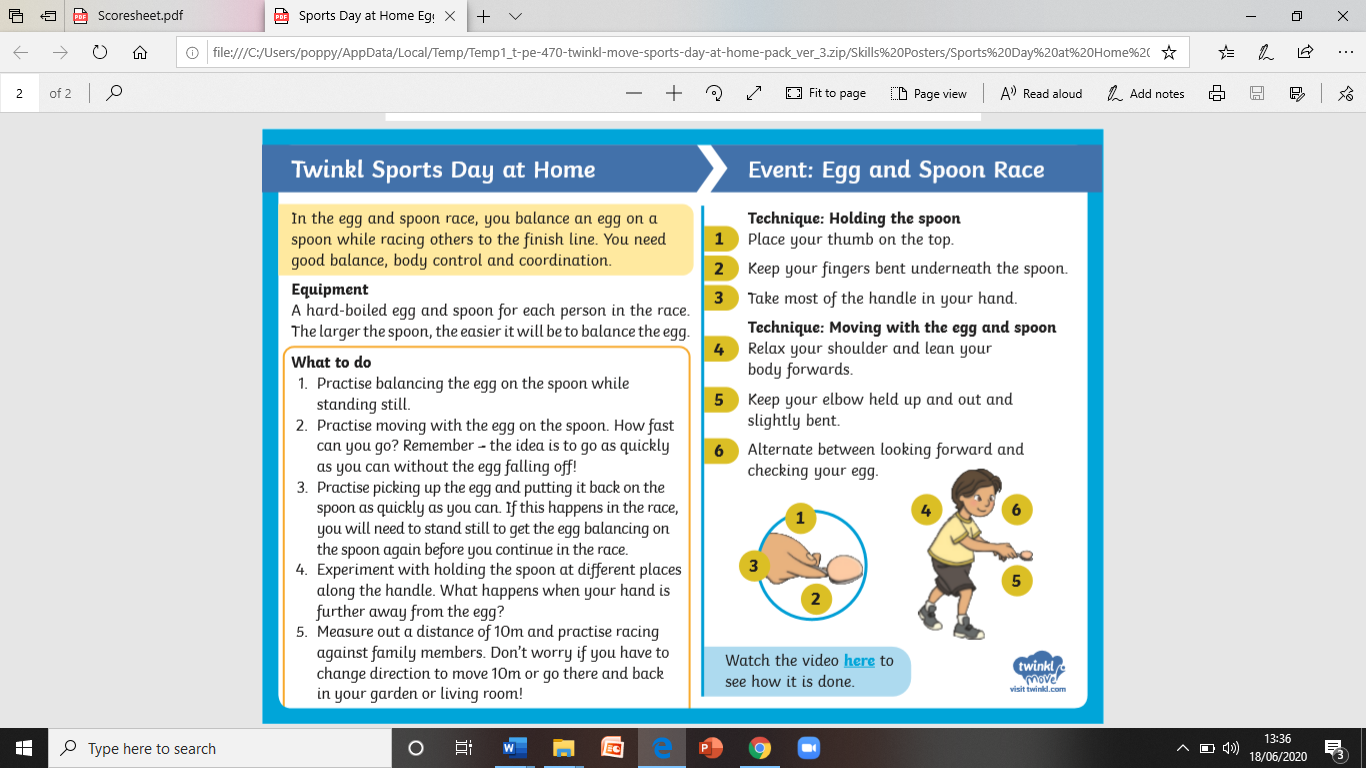 Scoresheet.pdf
Sports Day at Home Eg
file:///C:/Users/poppy/AppData/Local/Temp/Temp1_t-pe-470-twinkl-move-sports-day-at-home-pack_ver_3.zip/Skills%20Posters/Sports%20Day%20at%20Home%20
2 of 2
Fit to page
Page view
Read aloud
Add notes
Twinkl Sports Day at Home
In the egg and spoon race, you balance an egg on a
spoon while racing others to the finish line. You need
good balance, body control and coordination.
Equipment
A hard-boiled egg and spoon for each person in the race.
The larger the spoon, the easier it will be to balance the egg.
What to do
1. Practise balancing the egg on the spoon while
standing still.
2. Practise moving with the egg on the spoon. How fast
can you go? Remember – the idea is to go as quickly
as you can without the egg falling off!
3. Practise picking up the egg and putting it back on the
spoon as quickly as you can. If this happens in the race,
you will need to stand still to get the egg balancing on
the spoon again before you continue in the race.
4. Experiment with holding the spoon at different places
along the handle. What happens when your hand is
further away from the egg?
5. Measure out a distance of 10m and practise racing
against family members. Don't worry if you have to
change direction to move 10m or go there and back
in your garden or living room!
Event: Egg and Spoon Race
Technique: Holding the spoon
1 Place your thumb on the top.
2 Keep your fingers bent underneath the spoon.
3 Take most of the handle in your hand.
Technique: Moving with the egg and spoon
4 Relax your shoulder and lean your
body forwards.
5 Keep your elbow held up and out and
slightly bent.
6 Alternate between looking forward and
checking your egg.
1
3
2
4
6
5
Watch the video here to
see how it is done.
twinkl
move
visit twinkl.com
Type here to search
13:36
18/06/2020
3